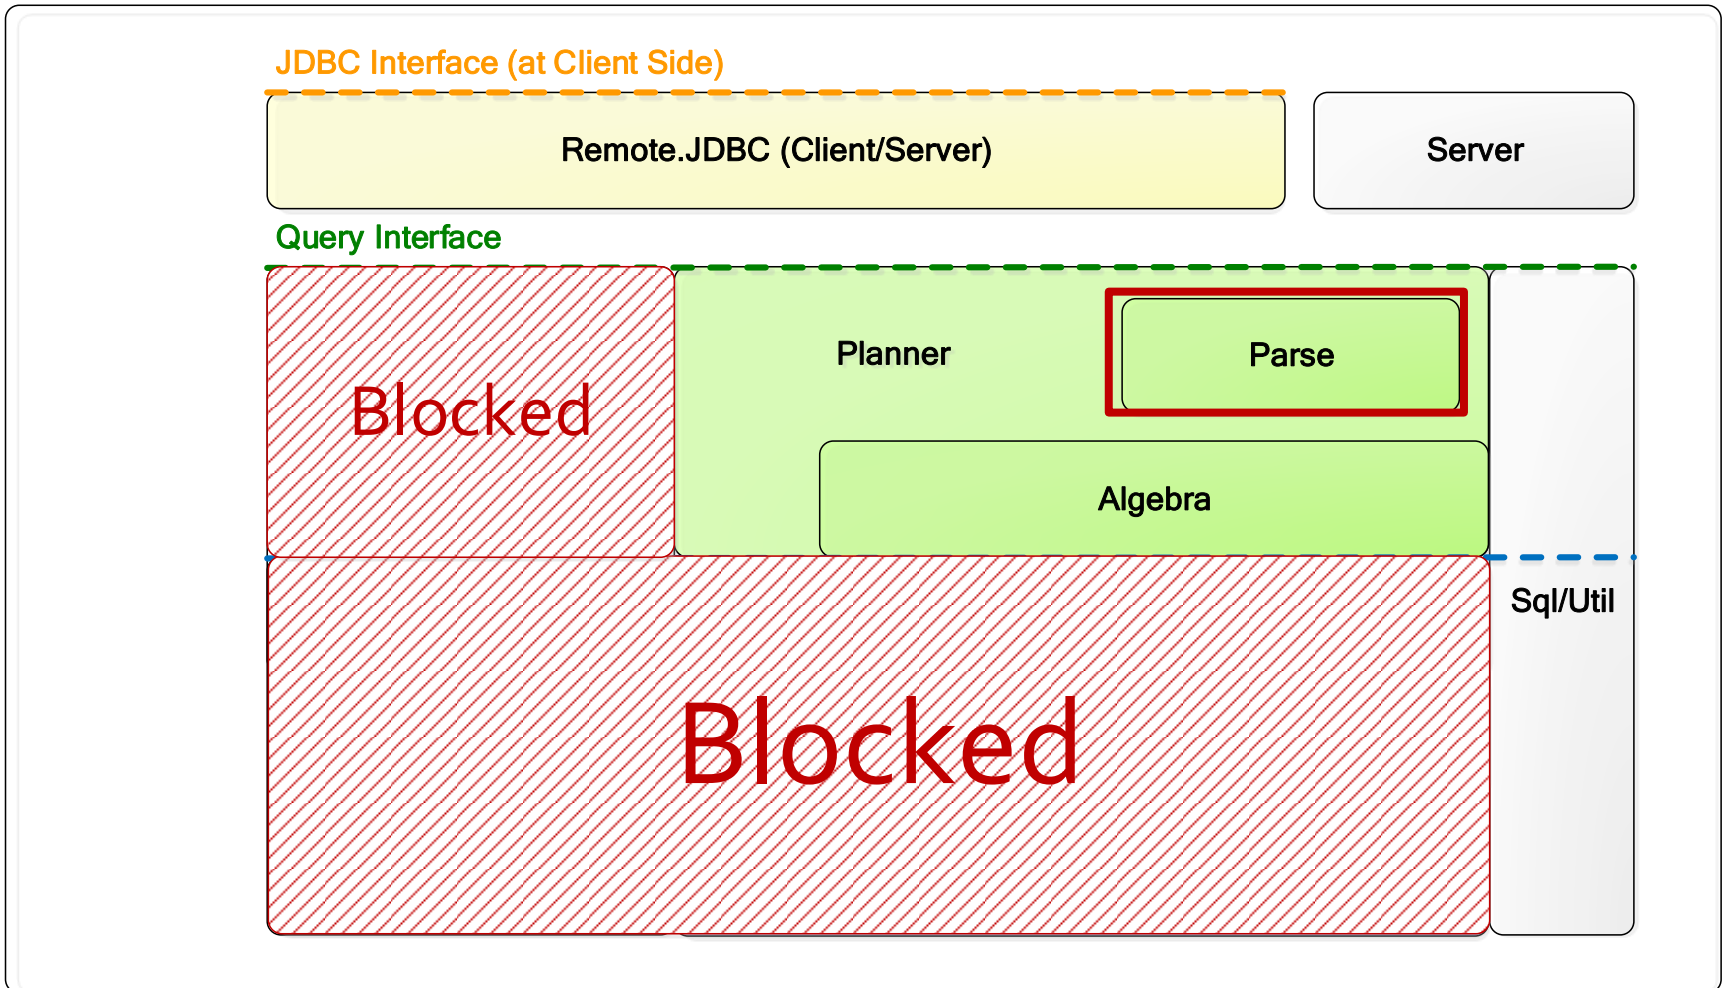 JDBC Interface (at Client Side)
Remote.JDBC (Client/Server)
Server
Query Interface
Blocked
Planner
Parse
Algebra
Sql/Util
Blocked